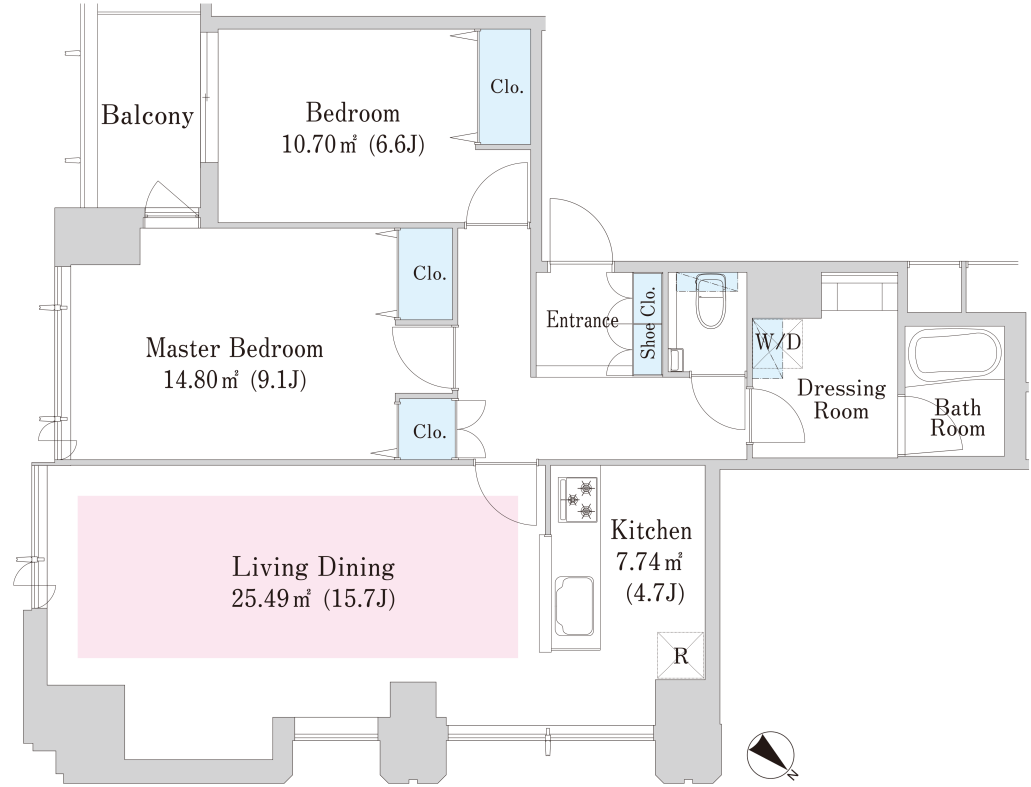 Balcony
Bedroom
10.70㎡ (6.6J)
Clo.
Clo.
Master Bedroom
14.80㎡ (9.1J)
Clo.
Entrance
Shoe Clo.
W/D
Dressing
Room
Bath
Room
Living Dining
25.49㎡ (15.7J)
Kitchen
7.74㎡
(4.7J)
R
N